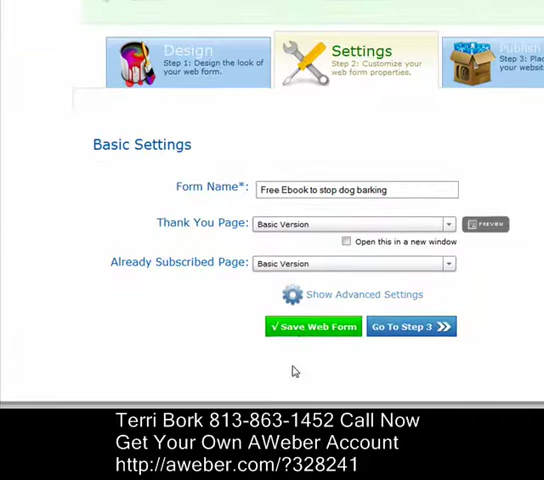 Design
Step 1: Design the look of
your web form.
Settings
Step 2: Customize your
web form properties.
Publish
Step 3: Plac
your websit
Basic Settings
Form Name*: Free Ebook to stop dog barking
Thank You Page: Basic Version PREVIEW
Open this in a new window
Already Subscribed Page: Basic Version
Show Advanced Settings
√ Save Web Form Go To Step 3
Terri Bork 813-863-1452 Call Now
Get Your Own AWeber Account
http://aweber.com/?328241